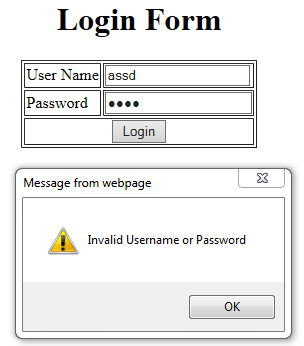 Login Form
User Name assd
Password ••••
Login
Message from webpage
Invalid Username or Password
OK